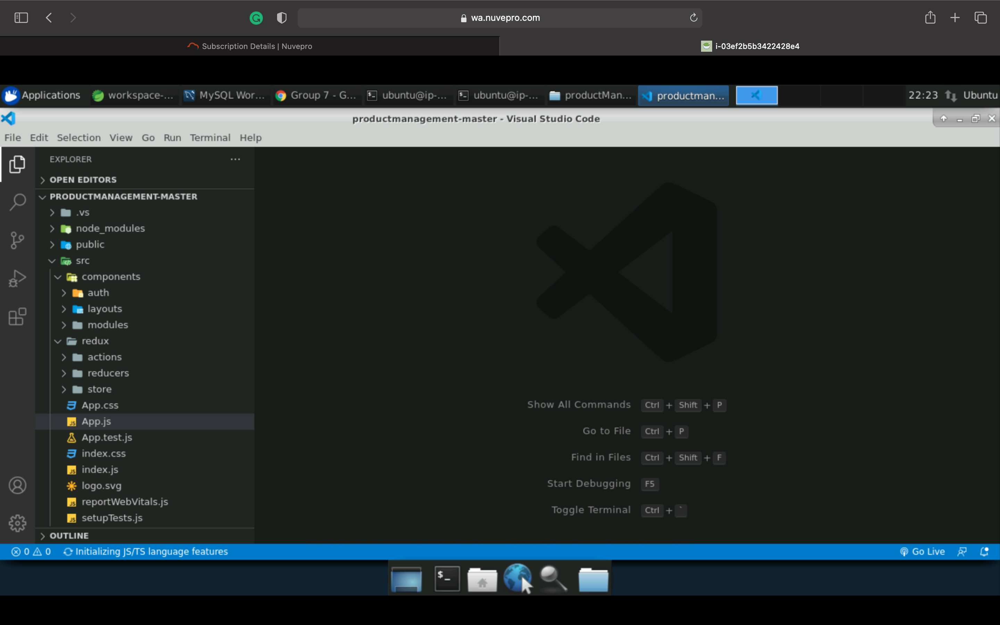 wa.nuvepro.com
Subscription Details | Nuvepro
i-03ef2b5b3422428e4
Applications
workspace-...
MySQL Wor...
Group 7 - G...
ubuntu@ip-...
ubuntu@ip-...
productMan...
productman...
22:23
Ubuntu
productmanagement-master - Visual Studio Code
File Edit Selection View Go Run Terminal Help
EXPLORER
OPEN EDITORS
PRODUCTMANAGEMENT-MASTER
.vs
node_modules
public
src
components
auth
layouts
modules
redux
actions
reducers
store
App.css
App.js
App.test.js
index.css
index.js
logo.svg
reportWebVitals.js
setupTests.js
OUTLINE
Show All Commands Ctrl + Shift + P
Go to File Ctrl + P
Find in Files Ctrl + Shift + F
Start Debugging F5
Toggle Terminal Ctrl + `
0 0 Initializing JS/TS language features
Go Live